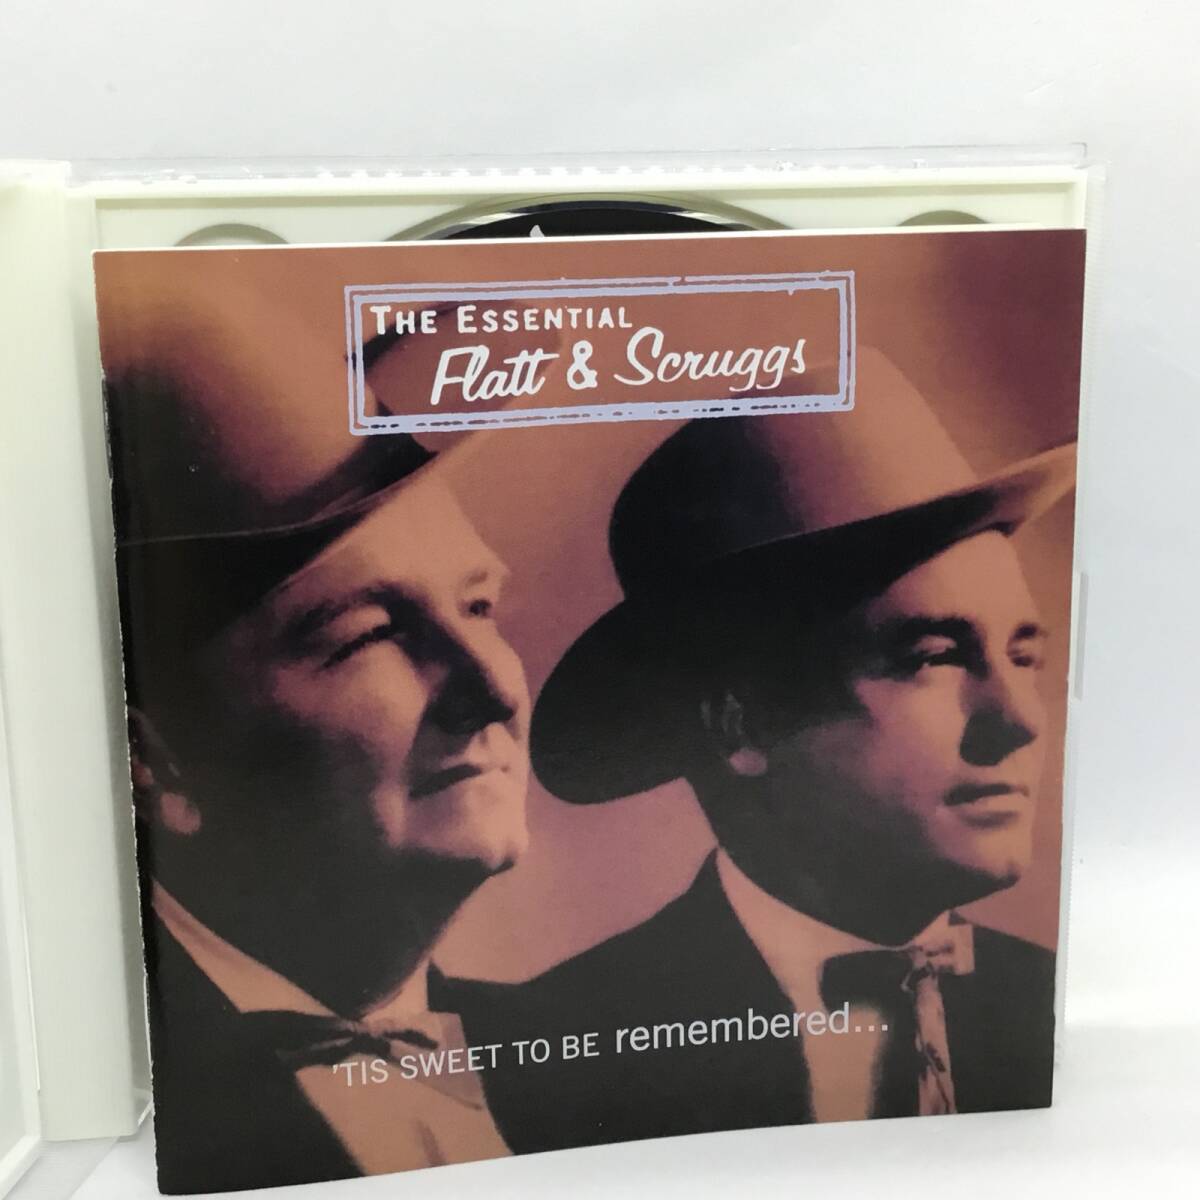 THE ESSENTIAL
Flatt & Scruggs
'TIS SWEET TO BE remembered...